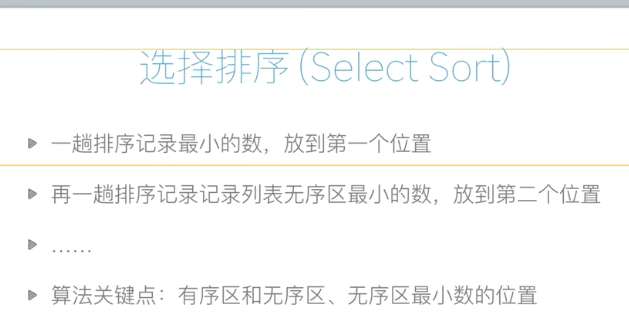 选择排序 (Select Sort)
一趟排序记录最小的数，放到第一个位置
再一趟排序记录记录列表无序区最小的数，放到第二个位置
……
算法关键点：有序区和无序区、无序区最小数的位置